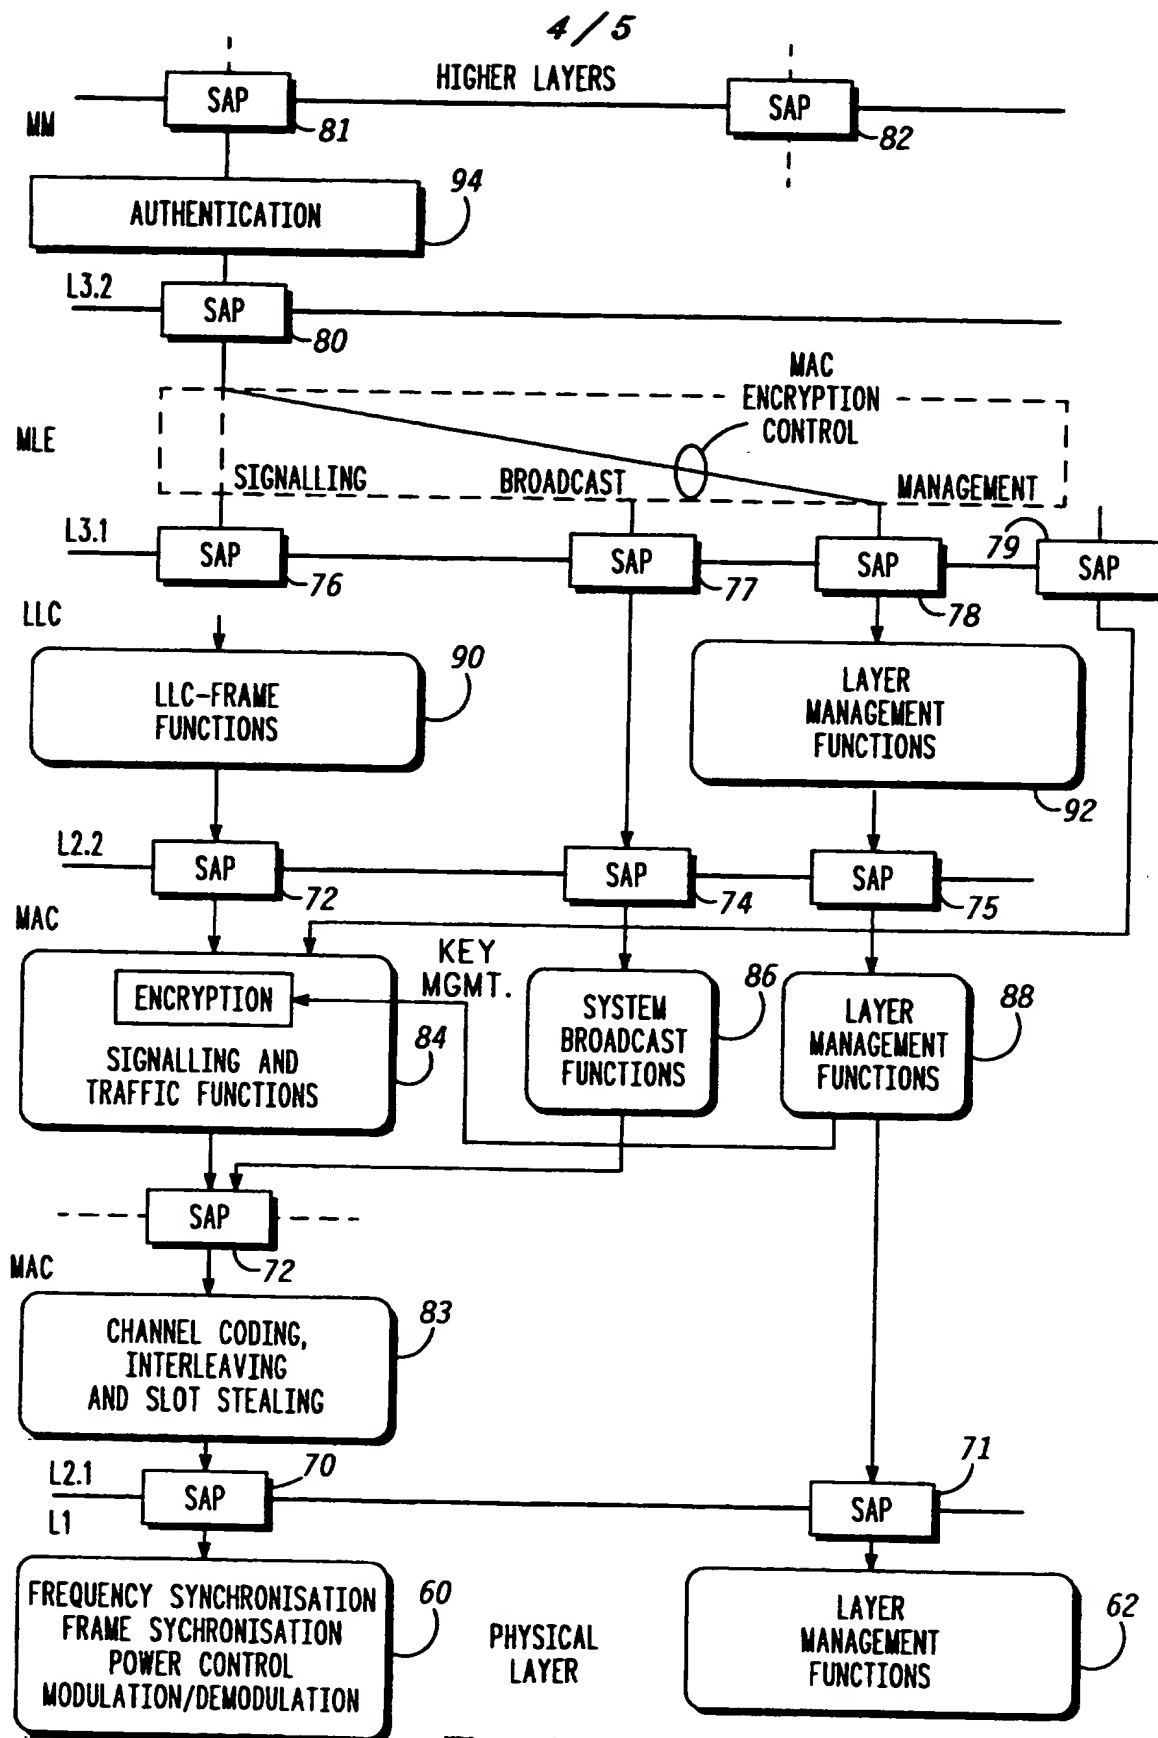 4/5
HIGHER LAYERS
SAP
81
SAP
82
MM
94
AUTHENTICATION
L3.2
SAP
80
MAC
ENCRYPTION
CONTROL
MLE
SIGNALLING
BROADCAST
MANAGEMENT
L3.1
SAP
76
SAP
77
SAP
78
79
SAP
LLC
90
LLC-FRAME
FUNCTIONS
LAYER
MANAGEMENT
FUNCTIONS
92
L2.2
SAP
72
SAP
74
SAP
75
MAC
KEY
MGMT.
ENCRYPTION
SIGNALLING AND
TRAFFIC FUNCTIONS
84
SYSTEM
BROADCAST
FUNCTIONS
86
LAYER
MANAGEMENT
FUNCTIONS
88
SAP
72
MAC
CHANNEL CODING,
INTERLEAVING
AND SLOT STEALING
83
L2.1
SAP
70
SAP
71
L1
FREQUENCY SYNCHRONISATION
FRAME SYCHRONISATION
POWER CONTROL
MODULATION/DEMODULATION
60
PHYSICAL
LAYER
LAYER
MANAGEMENT
FUNCTIONS
62